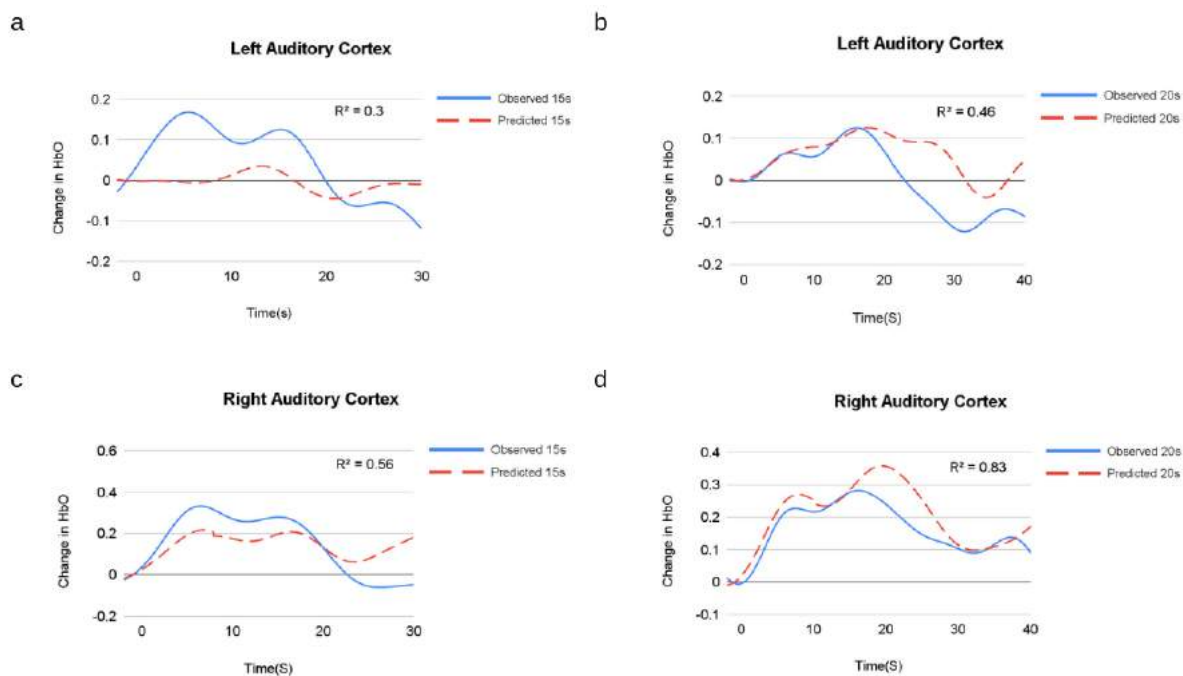 a
Left Auditory Cortex
R² = 0.3
Observed 15s
Predicted 15s
Change in HbO
0.2
0.1
0
-0.1
-0.2
0
10
20
30
Time(s)
b
Left Auditory Cortex
R² = 0.46
Observed 20s
Predicted 20s
Change in HbO
0.2
0.1
0
-0.1
-0.2
0
10
20
30
40
Time(S)
c
Right Auditory Cortex
R² = 0.56
Observed 15s
Predicted 15s
Change in HbO
0.6
0.4
0.2
0
-0.2
0
10
20
30
Time(S)
d
Right Auditory Cortex
R² = 0.83
Observed 20s
Predicted 20s
Change in HbO
0.4
0.3
0.2
0.1
0
-0.1
0
10
20
30
40
Time(S)